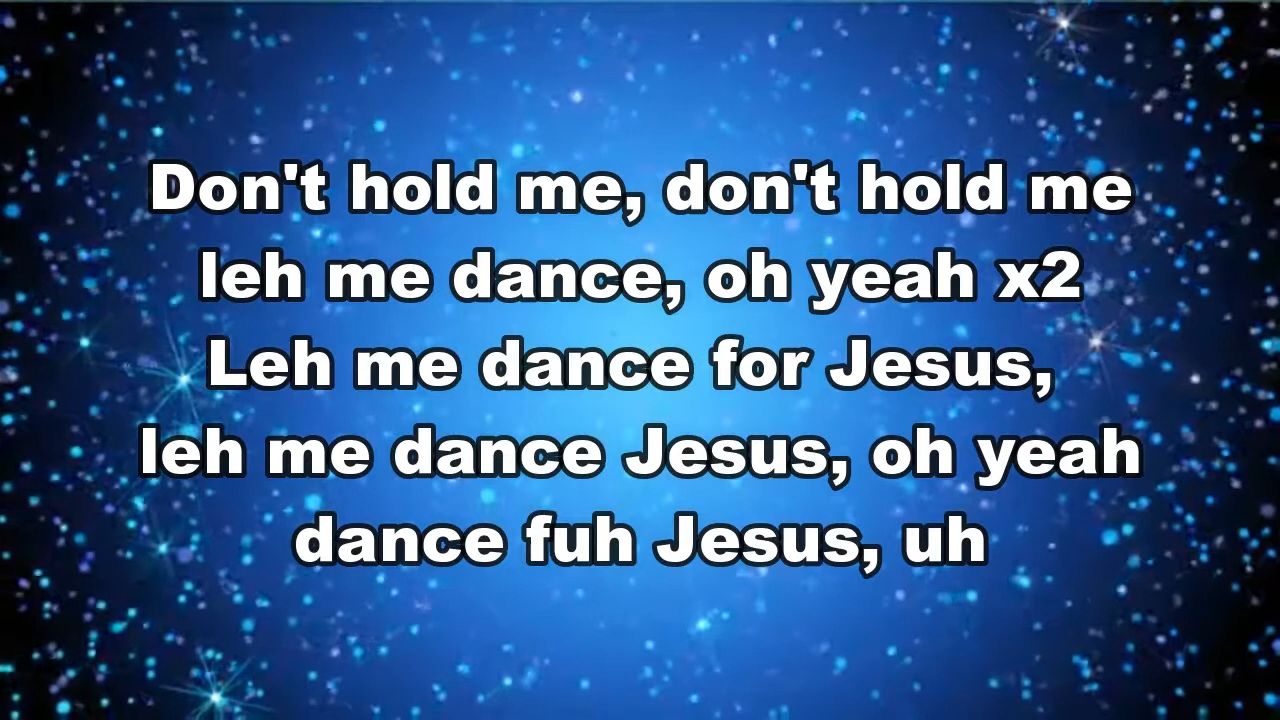 Don't hold me, don't hold me
leh me dance, oh yeah x2
Leh me dance for Jesus,
leh me dance Jesus, oh yeah
dance fuh Jesus, uh